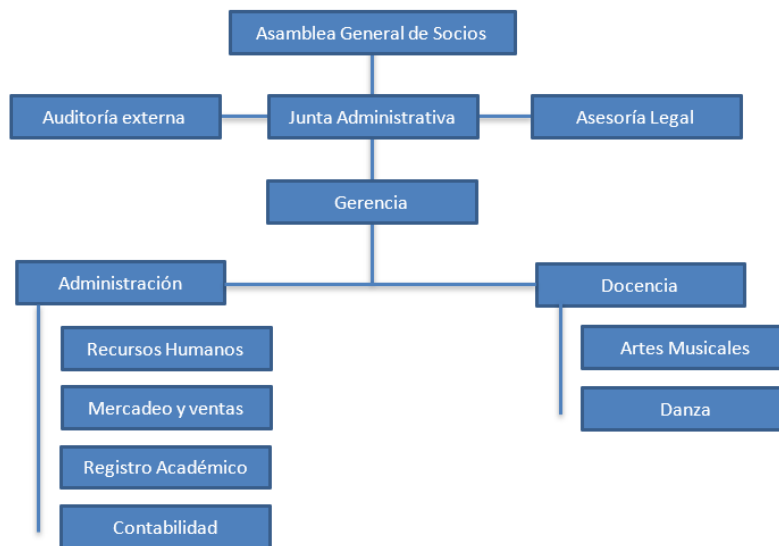 Asamblea General de Socios
Auditoría externa
Junta Administrativa
Asesoría Legal
Gerencia
Administración
Docencia
Recursos Humanos
Artes Musicales
Mercadeo y ventas
Danza
Registro Académico
Contabilidad